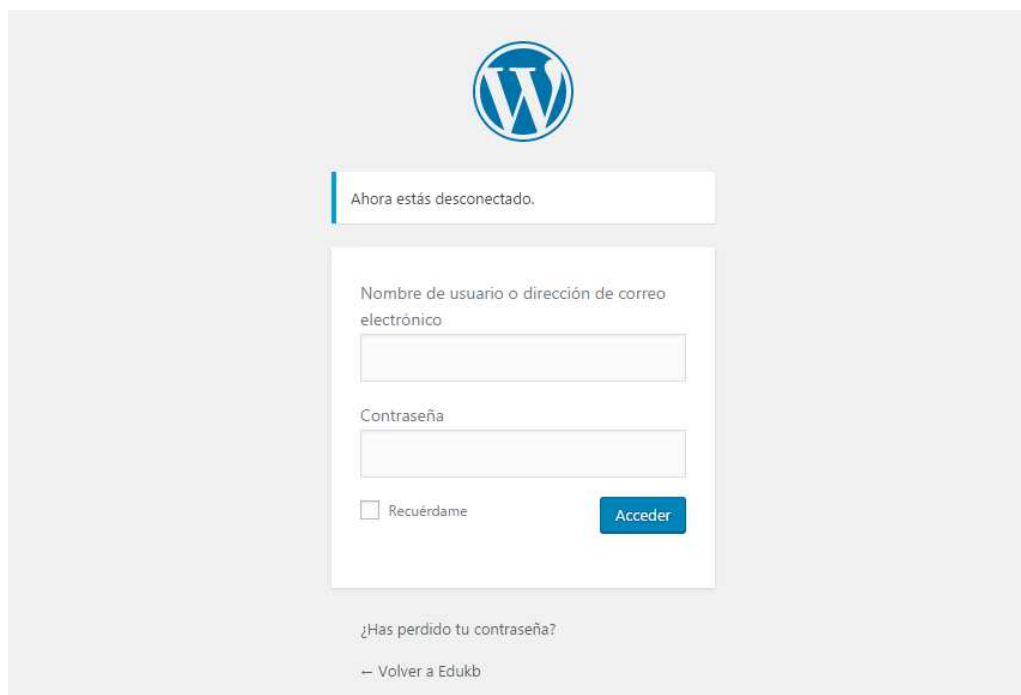 Ahora estás desconectado.
Nombre de usuario o dirección de correo
electrónico
Contraseña
Recuérdame
Acceder
¿Has perdido tu contraseña?
← Volver a Edukb